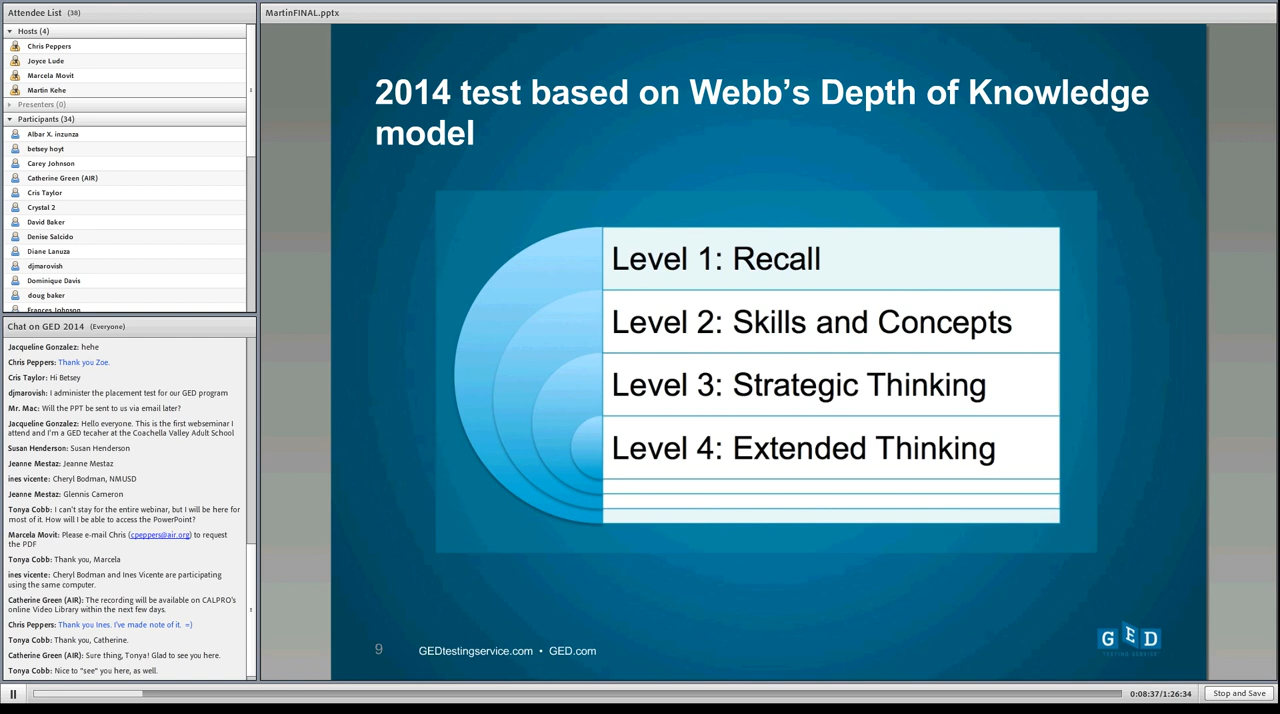 Attendee List (38)
Hosts (4)
Chris Peppers
Joyce Lude
Marcela Movit
Martin Kehe
Presenters (0)
Participants (34)
Albar X. inzunza
betsey hoyt
Carey Johnson
Catherine Green (AIR)
Cris Taylor
Crystal 2
David Baker
Denise Salcido
Diane Lanuza
djmarovish
Dominique Davis
doug baker
Frances Johnson
Chat on GED 2014 (Everyone)
Jacqueline Gonzalez: hehe
Chris Peppers: Thank you Zoe.
Cris Taylor: Hi Betsey
djmarovish: I administer the placement test for our GED program
Mr. Mac: Will the PPT be sent to us via email later?
Jacqueline Gonzalez: Hello everyone. This is the first webseminar I
attend and I'm a GED tecaher at the Coachella Valley Adult School
Susan Henderson: Susan Henderson
Jeanne Mestaz: Jeanne Mestaz
ines vicente: Cheryl Bodman, NMUSD
Jeanne Mestaz: Glennis Cameron
Tonya Cobb: I can't stay for the entire webinar, but I will be here for
most of it. How will I be able to access the PowerPoint?
Marcela Movit: Please e-mail Chris (cpeppers@air.org) to request
the PDF
Tonya Cobb: Thank you, Marcela
ines vicente: Cheryl Bodman and Ines Vicente are participating
using the same computer.
Catherine Green (AIR): The recording will be available on CALPRO's
online Video Library within the next few days.
Chris Peppers: Thank you Ines. I've made note of it. =)
Tonya Cobb: Thank you, Catherine.
Catherine Green (AIR): Sure thing, Tonya! Glad to see you here.
Tonya Cobb: Nice to "see" you here, as well.
MartinFINAL.pptx
2014 test based on Webb's Depth of Knowledge
model
Level 1: Recall
Level 2: Skills and Concepts
Level 3: Strategic Thinking
Level 4: Extended Thinking
9
GEDtestingservice.com • GED.com
GED
TESTING SERVICE
0:08:37/1:26:34
Stop and Save